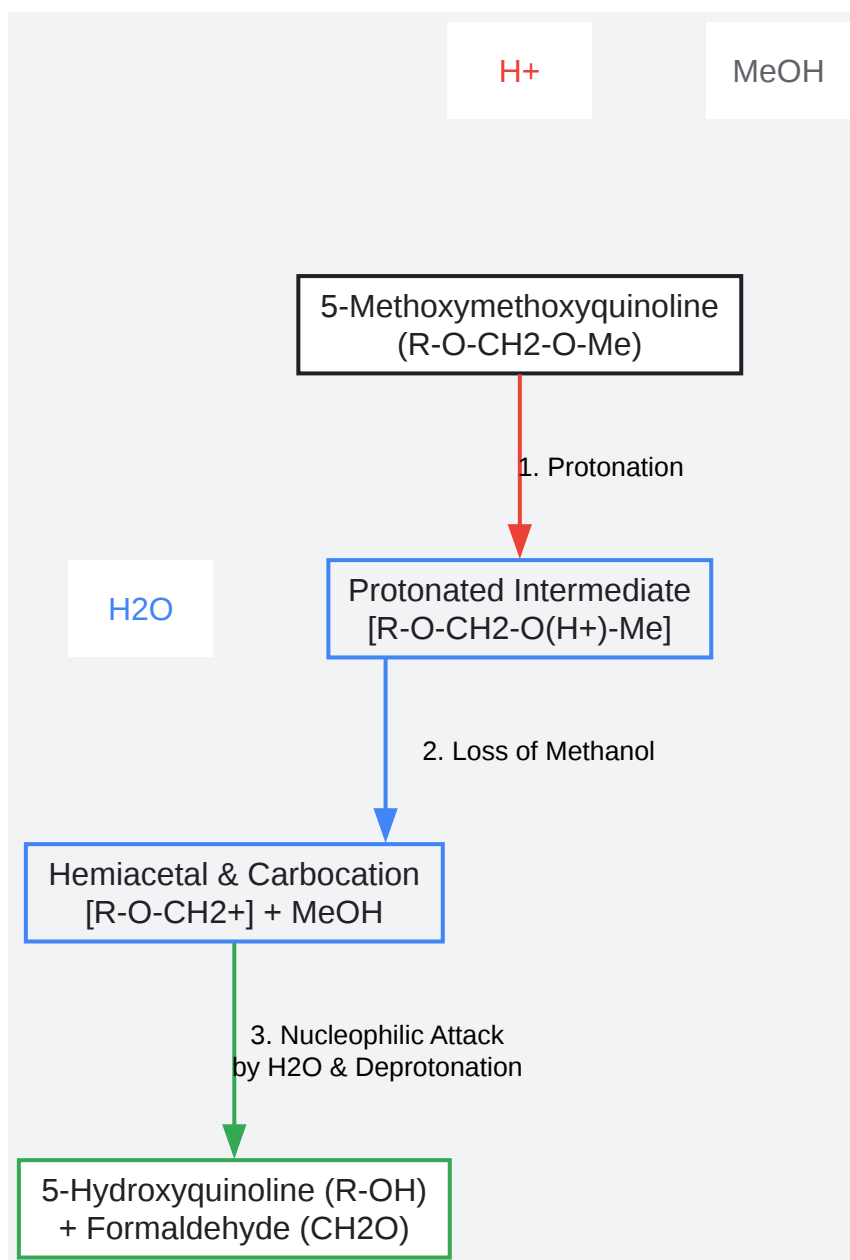 H+
MeOH
5-Methoxymethoxyquinoline
(R-O-CH2-O-Me)
1. Protonation
H2O
Protonated Intermediate
[R-O-CH2-O(H+)-Me]
2. Loss of Methanol
Hemiacetal & Carbocation
[R-O-CH2+] + MeOH
3. Nucleophilic Attack
by H2O & Deprotonation
5-Hydroxyquinoline (R-OH)
+ Formaldehyde (CH2O)